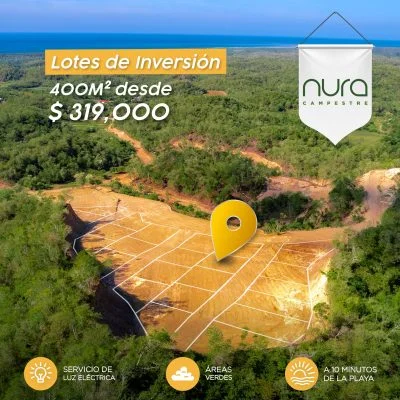 Lotes de Inversión
400M² desde
$ 319,000
nura
CAMPESTRE
SERVICIO DE
LUZ ELÉCTRICA
ÁREAS
VERDES
A 10 MINUTOS
DE LA PLAYA